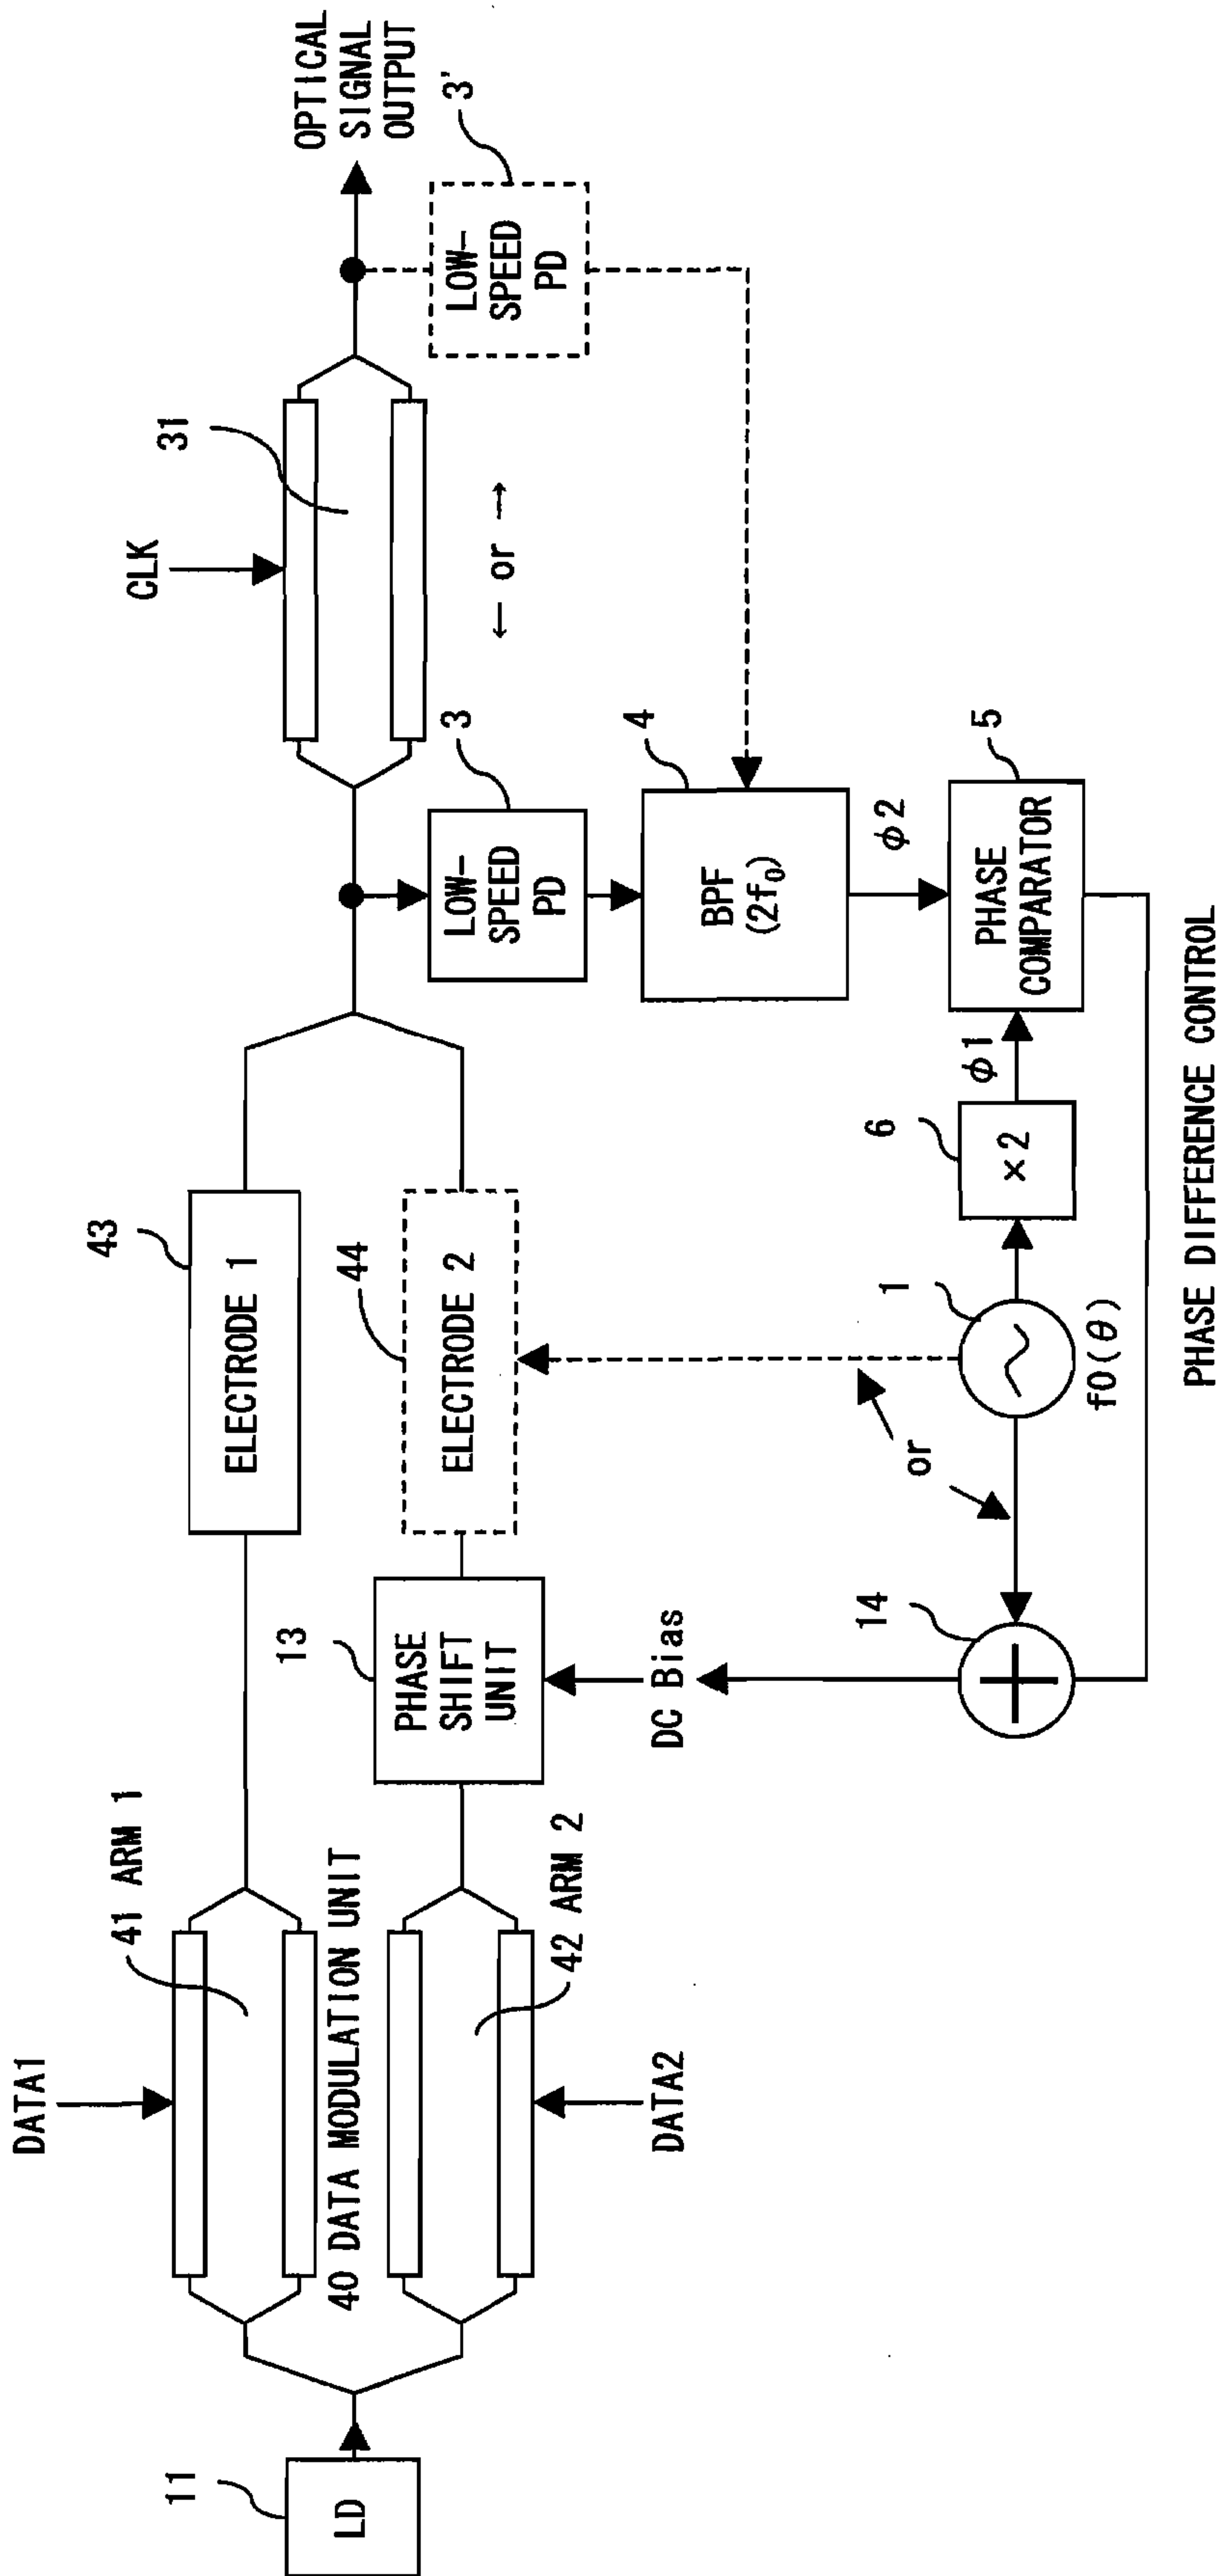 11
LD
DATA1
41 ARM 1
40 DATA MODULATION UNIT
42 ARM 2
DATA2
13
PHASE
SHIFT
UNIT
DC Bias
14
43
ELECTRODE 1
44
ELECTRODE 2
or
1
f0(θ)
6
×2
φ1
PHASE DIFFERENCE CONTROL
3
LOW-
SPEED
PD
4
BPF
(2f₀)
φ2
5
PHASE
COMPARATOR
CLK
31
← or →
OPTICAL
SIGNAL
OUTPUT
3'
LOW-
SPEED
PD